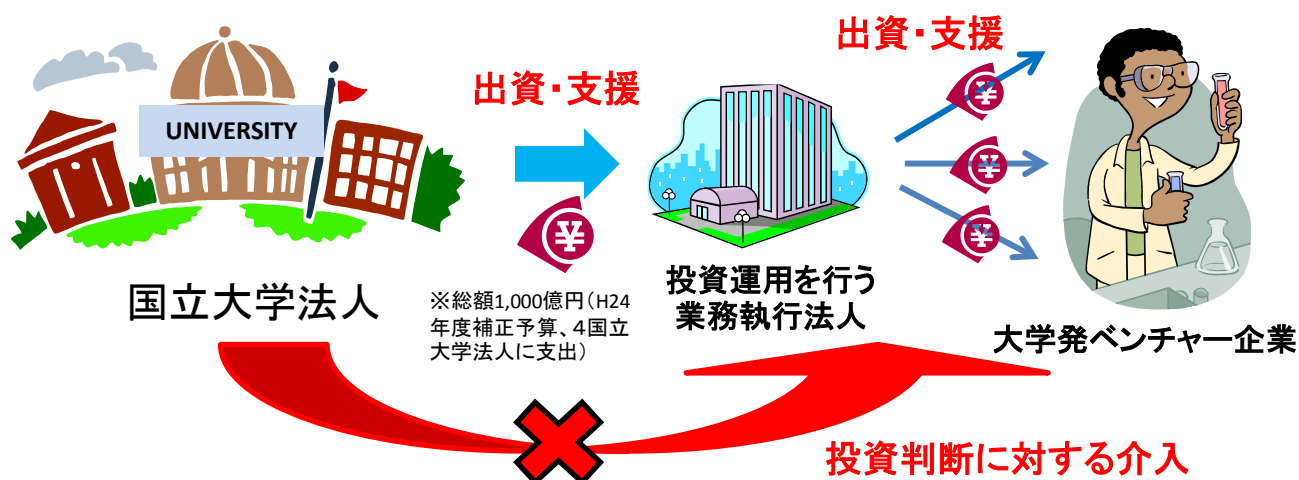 出資・支援
UNIVERSITY
出資・支援
¥
¥
¥
¥
国立大学法人
※総額1,000億円（H24
年度補正予算、４国立
大学法人に支出）
投資運用を行う
業務執行法人
大学発ベンチャー企業
投資判断に対する介入